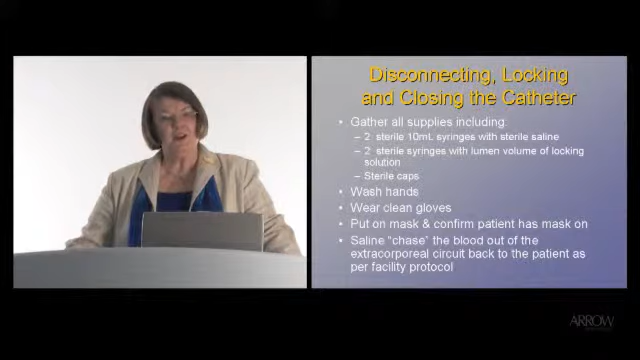 Disconnecting, Locking
and Closing the Catheter
• Gather all supplies including:
– 2 sterile 10mL syringes with sterile saline
– 2 sterile syringes with lumen volume of locking
solution
– Sterile caps
• Wash hands
• Wear clean gloves
• Put on mask & confirm patient has mask on
• Saline "chase" the blood out of the
extracorporeal circuit back to the patient as
per facility protocol
ARROW